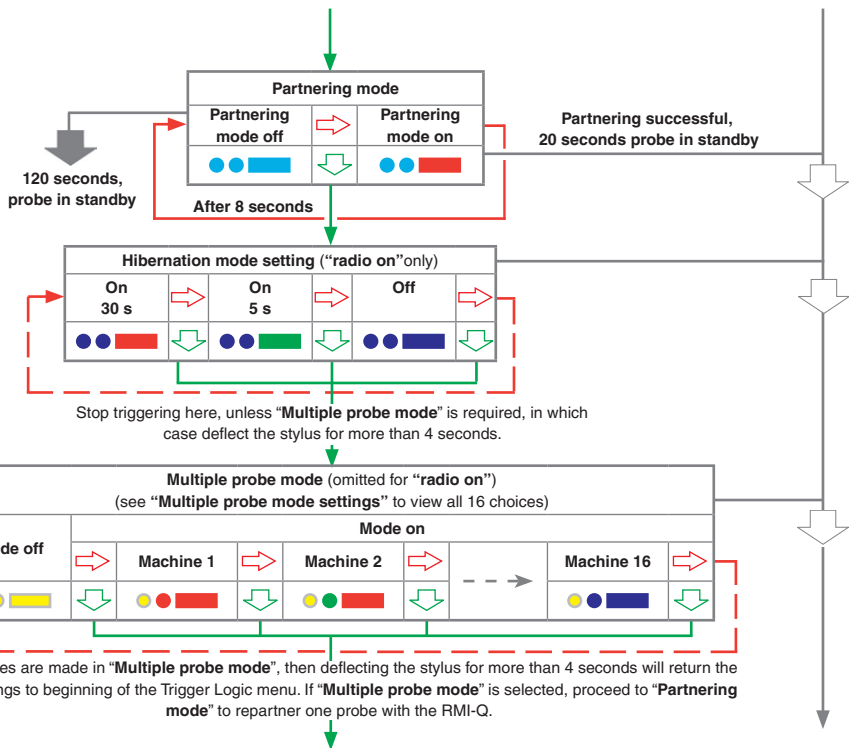 Partnering mode
Partnering mode off
Partnering mode on
Partnering successful,
20 seconds probe in standby
120 seconds,
probe in standby
After 8 seconds
Hibernation mode setting (“radio on”only)
On
30 s
On
5 s
Off
Stop triggering here, unless “Multiple probe mode” is required, in which
case deflect the stylus for more than 4 seconds.
Multiple probe mode (omitted for “radio on”)
(see “Multiple probe mode settings” to view all 16 choices)
Mode on
de off
Machine 1
Machine 2
Machine 16
es are made in “Multiple probe mode”, then deflecting the stylus for more than 4 seconds will return the
ngs to beginning of the Trigger Logic menu. If “Multiple probe mode” is selected, proceed to “Partnering
mode” to repartner one probe with the RMI-Q.